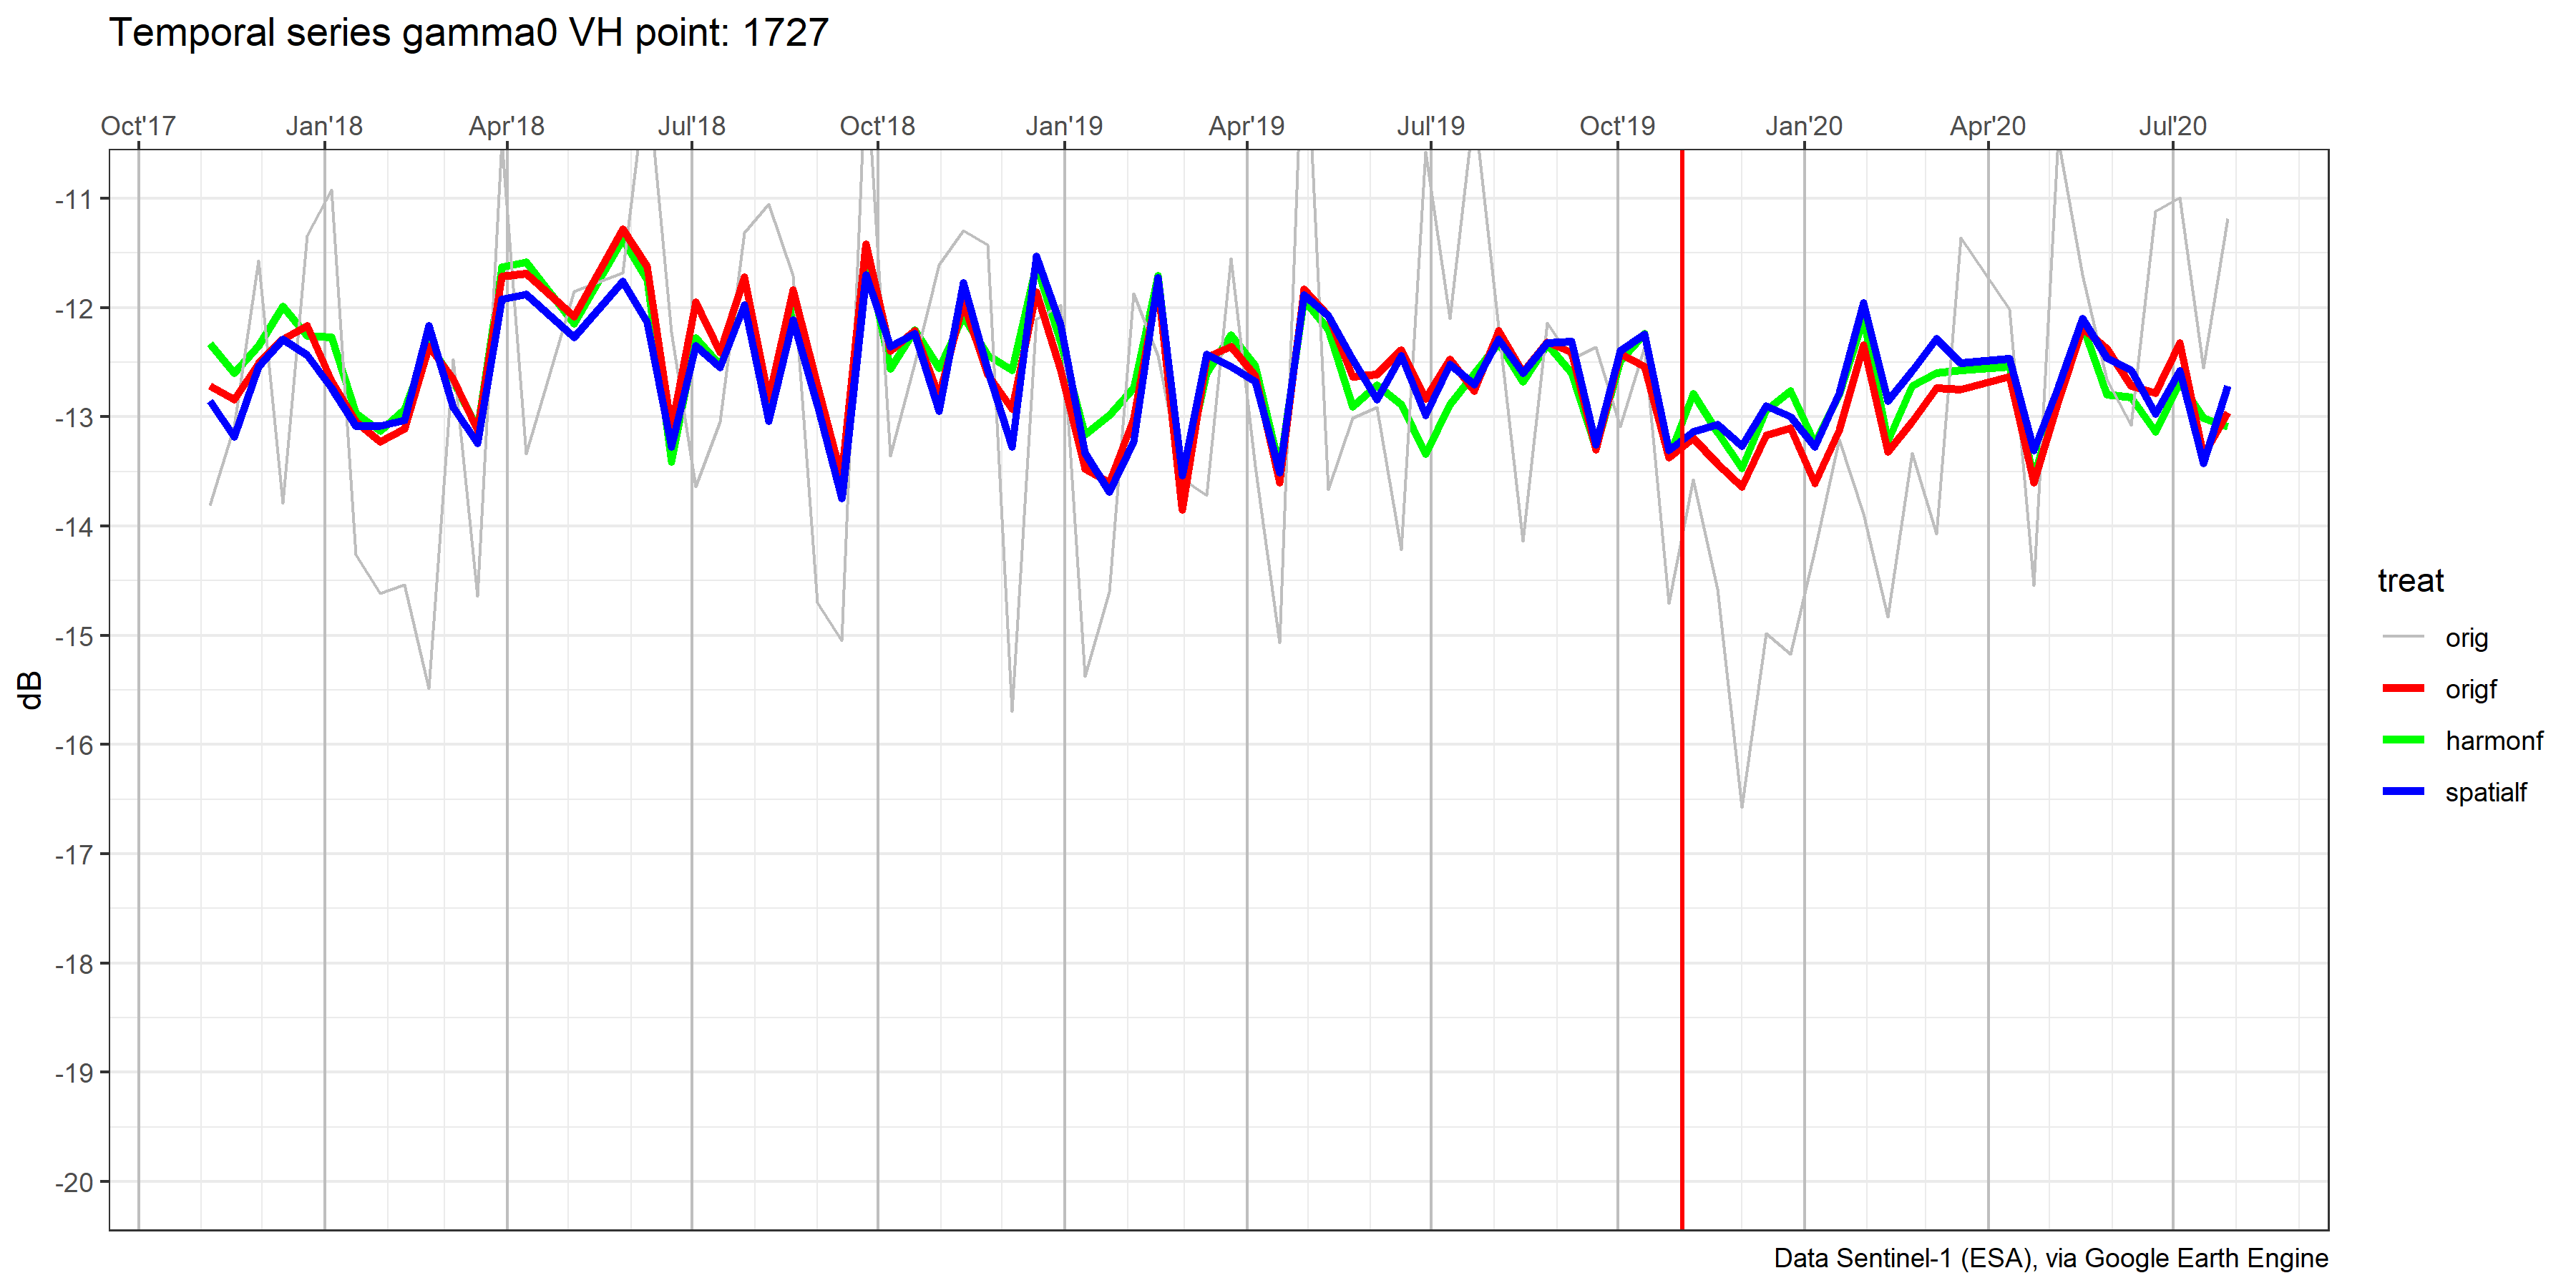 Temporal series gamma0 VH point: 1727
Oct'17 Jan'18 Apr'18 Jul'18 Oct'18 Jan'19 Apr'19 Jul'19 Oct'19 Jan'20 Apr'20 Jul'20
-11
-12
-13
-14
-15
-16
-17
-18
-19
-20
dB
treat
orig
origf
harmonf
spatialf
Data Sentinel-1 (ESA), via Google Earth Engine